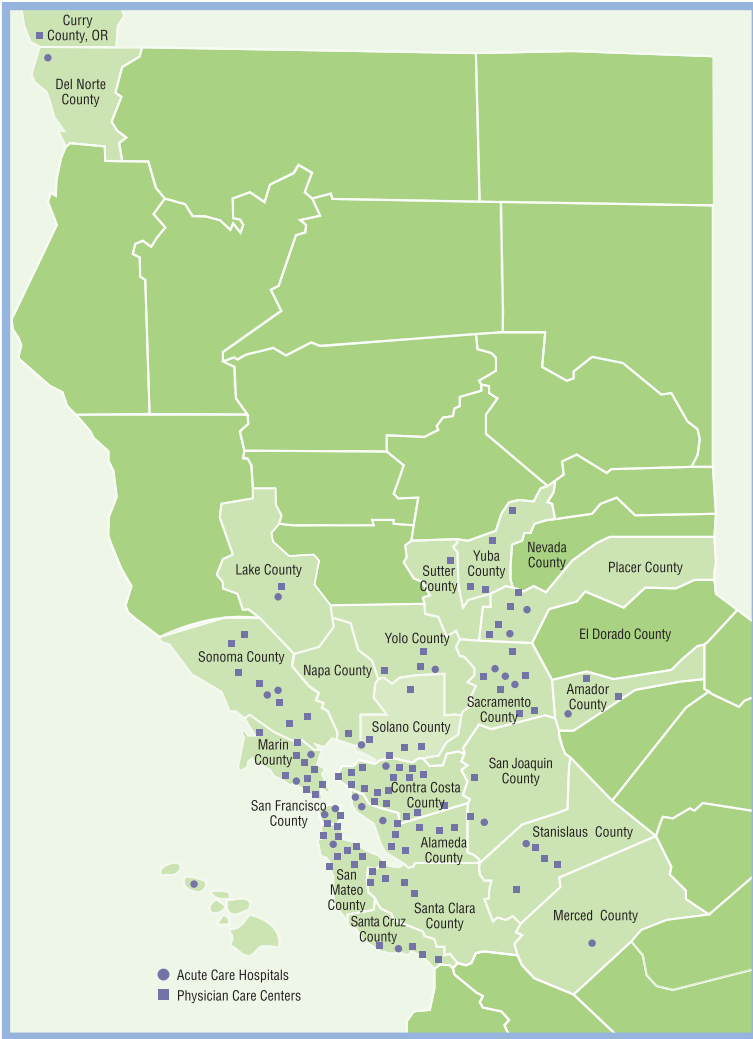 Curry
County, OR
Del Norte
County
Lake County
Sutter
County
Yuba
County
Nevada
County
Placer County
Yolo County
El Dorado County
Sonoma County
Napa County
Sacramento
County
Amador
County
Solano County
Marin
County
San Joaquin
County
Contra Costa
County
San Francisco
County
Stanislaus County
Alameda
County
San
Mateo
County
Santa Clara
County
Santa Cruz
County
Merced County
Acute Care Hospitals
Physician Care Centers